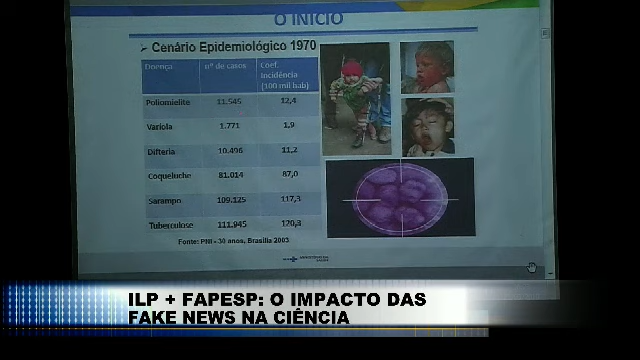 O INÍCIO
➢ Cenário Epidemiológico 1970
Doença nº de casos Coef. Incidência (100 mil hab)
Poliomielite 11.545 12,4
Varíola 1.771 1,9
Difteria 10.496 11,2
Coqueluche 81.014 87,0
Sarampo 109.125 117,3
Tuberculose 111.945 120,3
Fonte: PNI - 30 anos, Brasília 2003
ILP + FAPESP: O IMPACTO DAS
FAKE NEWS NA CIÊNCIA